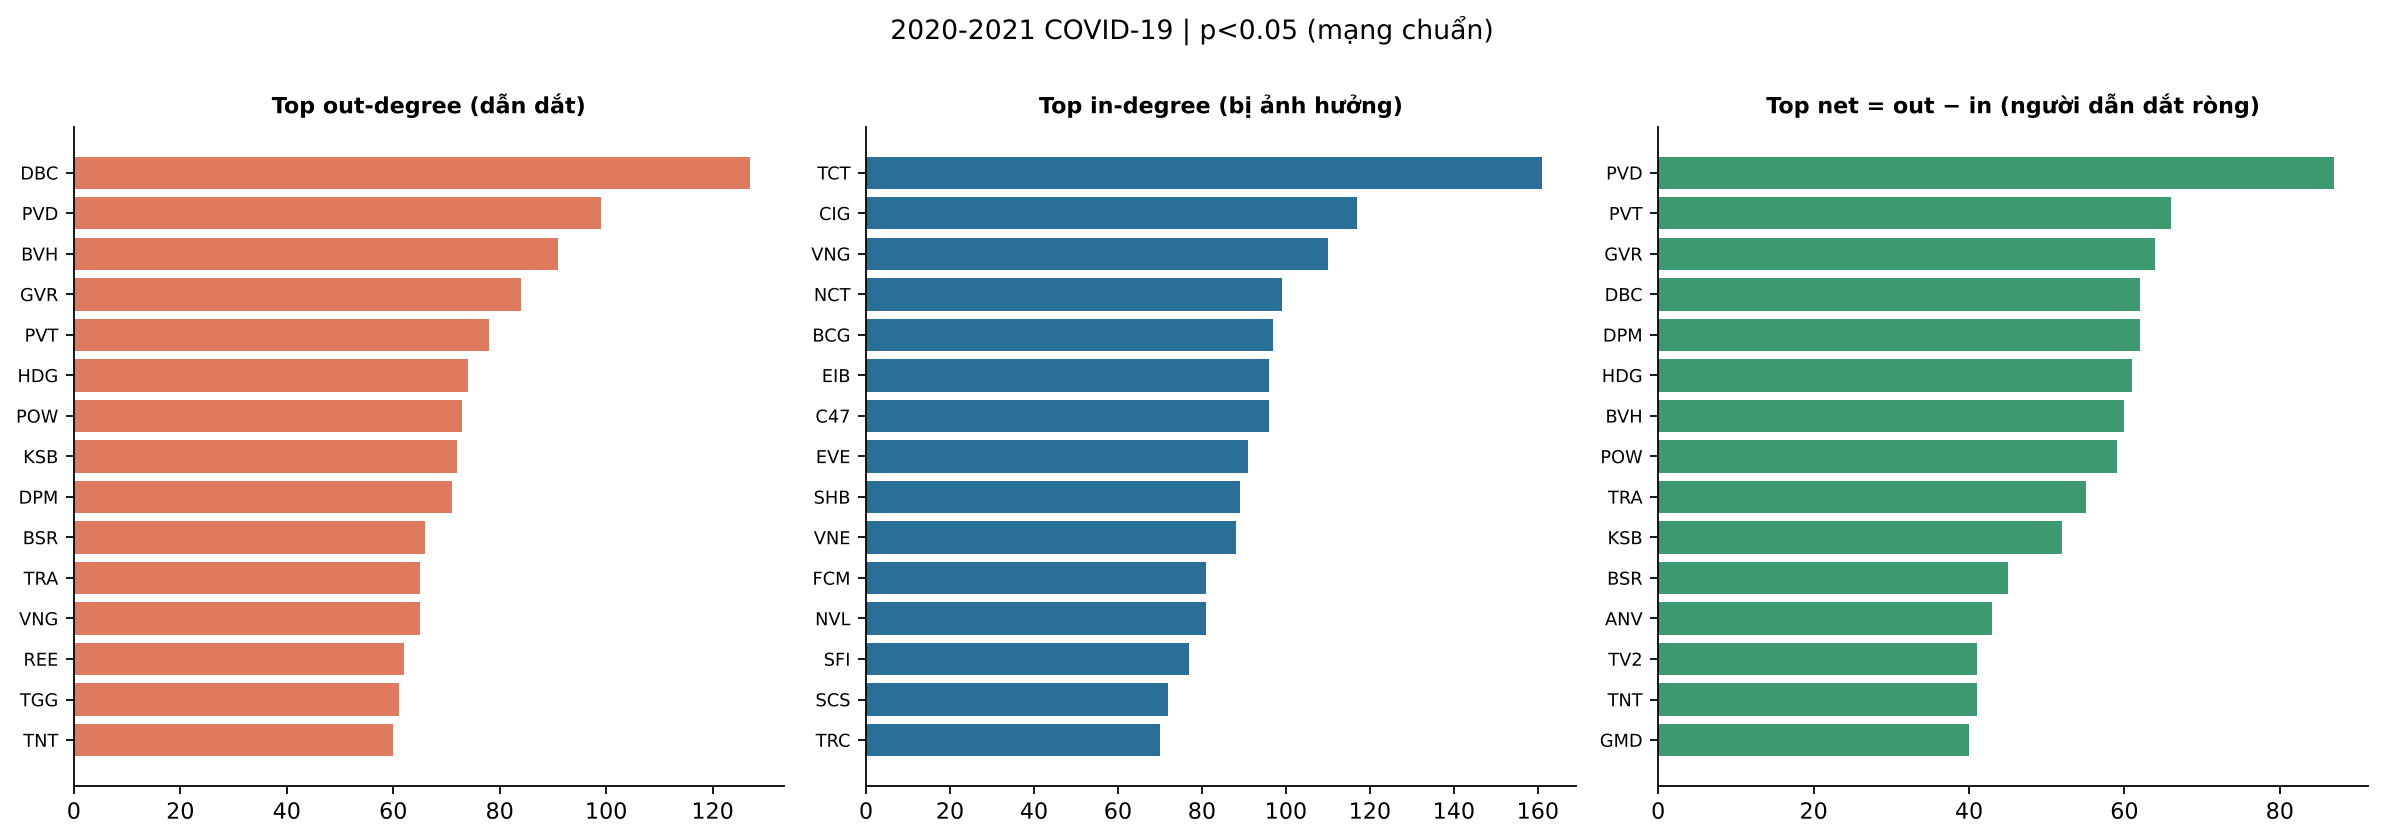 2020-2021 COVID-19 | p<0.05 (mạng chuẩn)
Top out-degree (dẫn dắt)
DBC
PVD
BVH
GVR
PVT
HDG
POW
KSB
DPM
BSR
TRA
VNG
REE
TGG
TNT
0 20 40 60 80 100 120
Top in-degree (bị ảnh hưởng)
TCT
CIG
VNG
NCT
BCG
EIB
C47
EVE
SHB
VNE
FCM
NVL
SFI
SCS
TRC
0 20 40 60 80 100 120 140 160
Top net = out − in (người dẫn dắt ròng)
PVD
PVT
GVR
DBC
DPM
HDG
BVH
POW
TRA
KSB
BSR
ANV
TV2
TNT
GMD
0 20 40 60 80